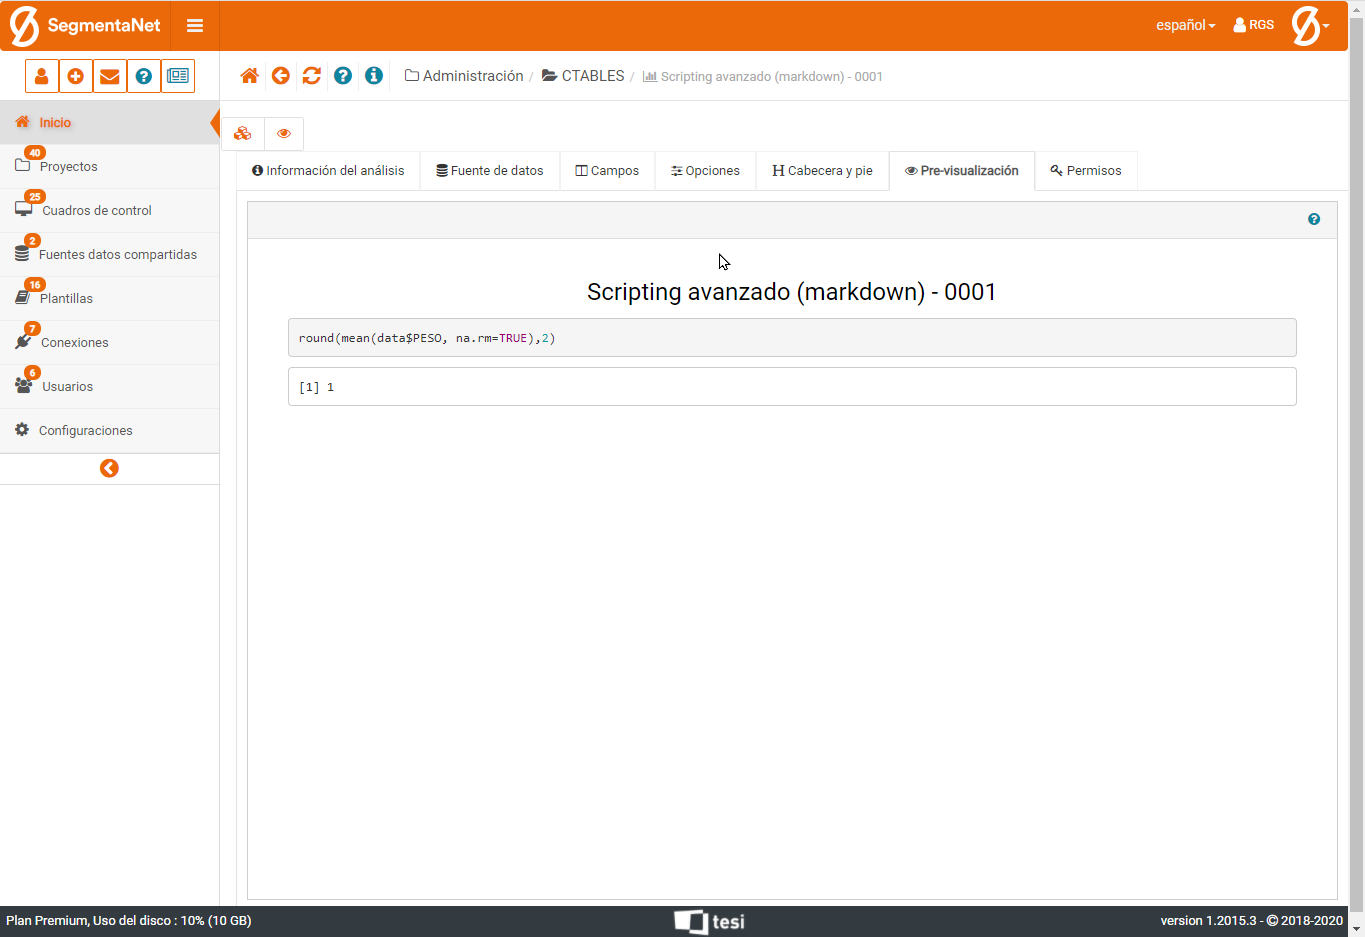 SegmentaNet
español
RGS
Administración / CTABLES / Scripting avanzado (markdown) - 0001
Inicio
40
Proyectos
25
Cuadros de control
2
Fuentes datos compartidas
16
Plantillas
7
Conexiones
6
Usuarios
Configuraciones
Información del análisis
Fuente de datos
Campos
Opciones
Cabecera y pie
Pre-visualización
Permisos
Scripting avanzado (markdown) - 0001
round(mean(data$PESO, na.rm=TRUE),2)
[1] 1
Plan Premium, Uso del disco : 10% (10 GB)
tesi
version 1.2015.3 - © 2018-2020